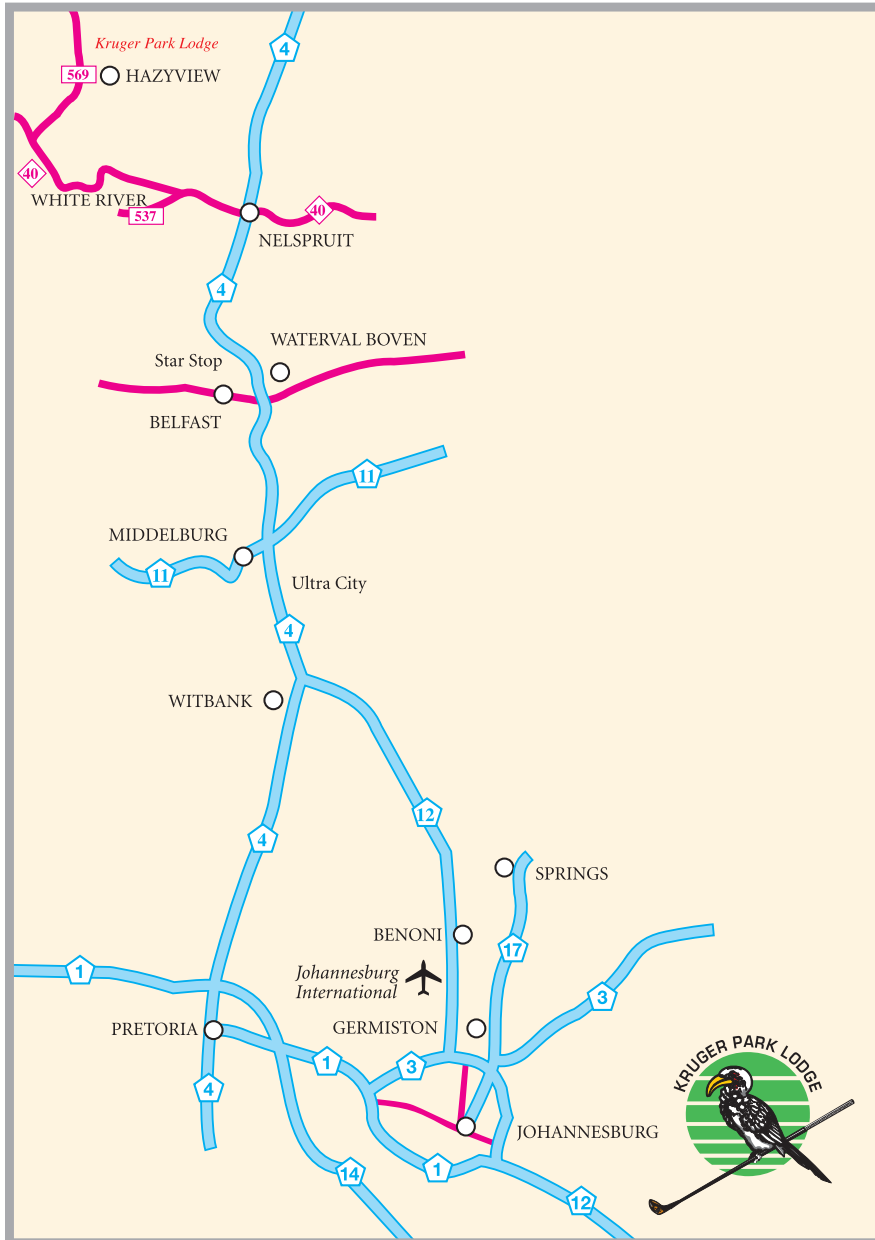 4
Kruger Park Lodge
569
HAZYVIEW
40
WHITE RIVER
537
40
NELSPRUIT
4
WATERVAL BOVEN
Star Stop
BELFAST
11
MIDDELBURG
11
Ultra City
4
WITBANK
12
4
SPRINGS
BENONI
17
1
Johannesburg
International
3
GERMISTON
PRETORIA
1
3
4
KRUGER PARK LODGE
JOHANNESBURG
1
14
12